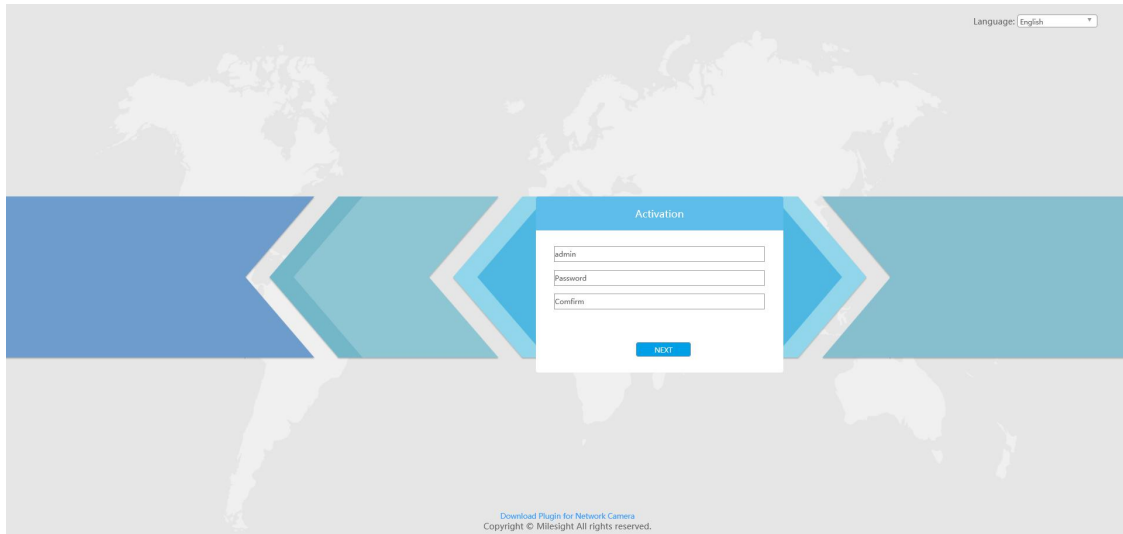 Language: English
Activation
admin
Password
Comfirm
NEXT
Download Plugin for Network Camera
Copyright © Milesight All rights reserved.